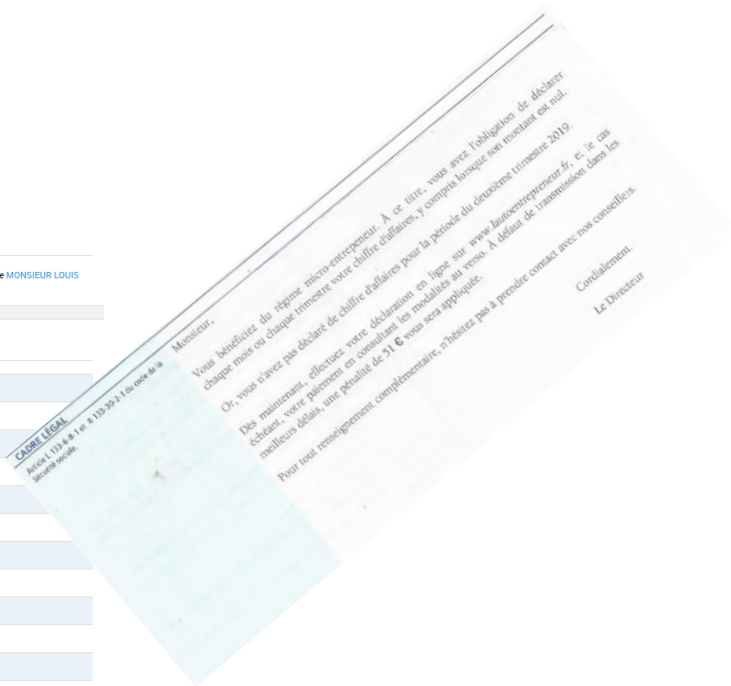 e MONSIEUR LOUIS
CADRE LÉGAL
Article L 133-6-8-1 et R 133-30-2-1 du code de la
Sécurité sociale.
Monsieur,
Vous bénéficiez du régime micro-entrepeneur. À ce titre, vous avez l'obligation de déclarer
chaque mois ou chaque trimestre votre chiffre d'affaires, y compris lorsque son montant est nul.
Or, vous n'avez pas déclaré de chiffre d'affaires pour la période du deuxième trimestre 2019.
Dès maintenant, effectuez votre déclaration en ligne sur www.lautoentrepreneur.fr, et, le cas
échéant, votre paiement en consultant les modalités au verso. À défaut de transmission dans les
meilleurs délais, une pénalité de 51 € vous sera appliquée.
Pour tout renseignement complémentaire, n'hésitez pas à prendre contact avec nos conseillers.
Cordialement.
Le Directeur